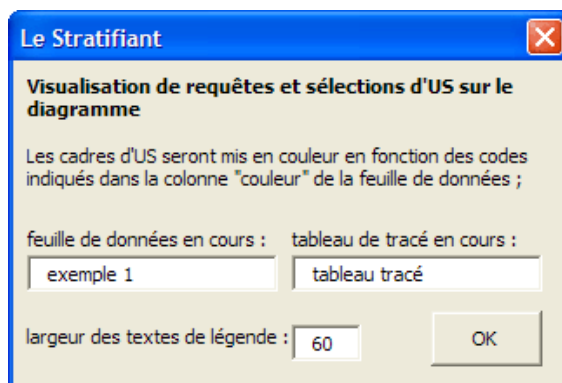 Le Stratifiant
Visualisation de requêtes et sélections d'US sur le
diagramme
Les cadres d'US seront mis en couleur en fonction des codes
indiqués dans la colonne "couleur" de la feuille de données ;
feuille de données en cours : tableau de tracé en cours :
exemple 1 tableau tracé
largeur des textes de légende : 60 OK